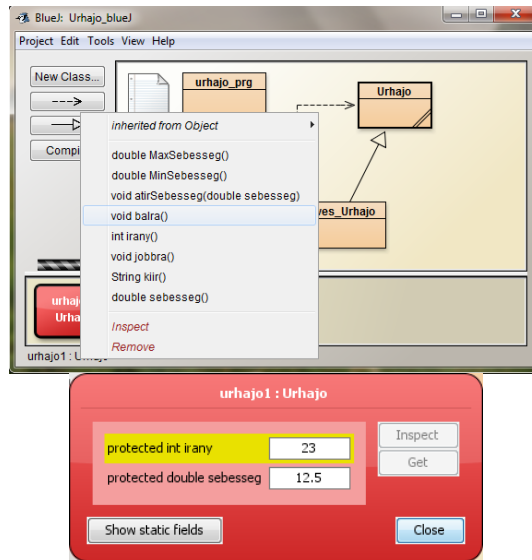 BlueJ: Urhajo_blueJ
Project Edit Tools View Help
New Class...
urhajo_prg
Urhajo
inherited from Object
double MaxSebesseg()
double MinSebesseg()
void atirSebesseg(double sebesseg)
void balra()
int irany()
void jobbra()
String kiir()
double sebesseg()
Inspect
Remove
urhajo1 :
urhajo1 : Urhajo
protected int irany 23
protected double sebesseg 12.5
Inspect
Get
Show static fields
Close